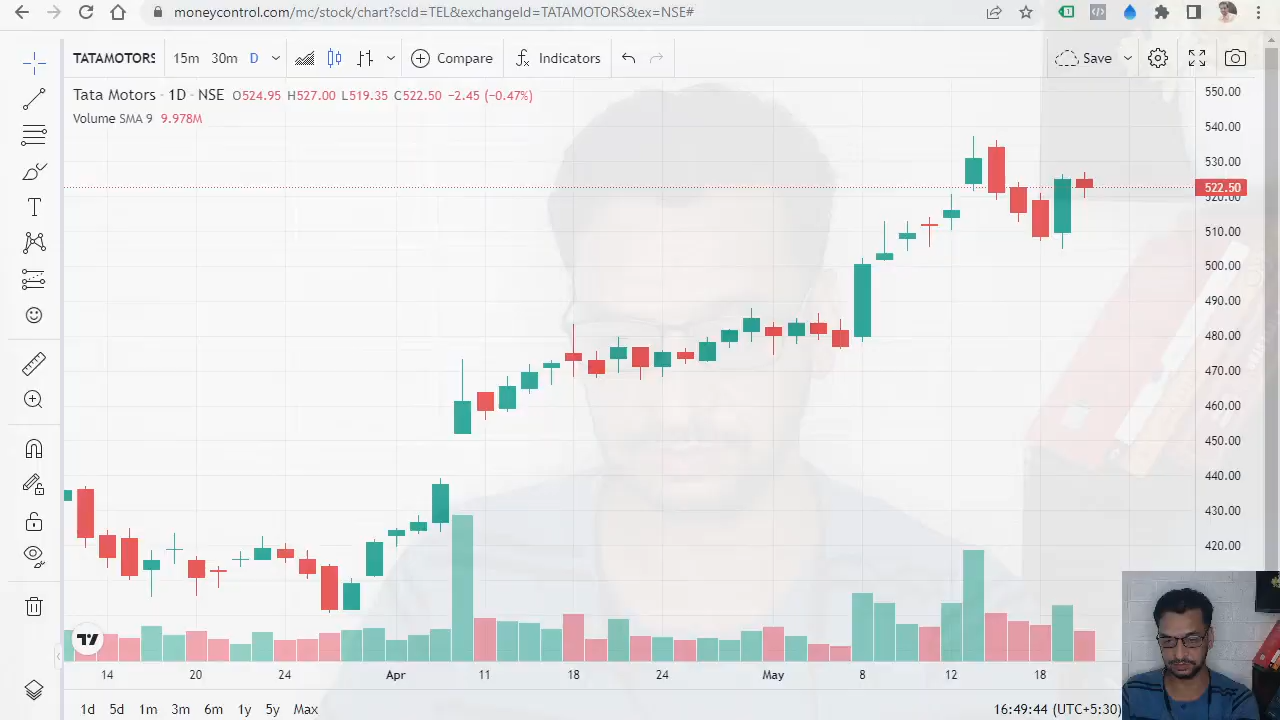 moneycontrol.com/mc/stock/chart?scId=TEL&exchangeId=TATAMOTORS&ex=NSE#
TATAMOTORS 15m 30m D Compare Indicators Save
Tata Motors · 1D · NSE O524.95 H527.00 L519.35 C522.50 −2.45 (−0.47%)
Volume SMA 9 9.978M
550.00
540.00
530.00
522.50
520.00
510.00
500.00
490.00
480.00
470.00
460.00
450.00
440.00
430.00
420.00
14 20 24 Apr 11 18 24 May 8 12 18
1d 5d 1m 3m 6m 1y 5y Max 16:49:44 (UTC+5:30)